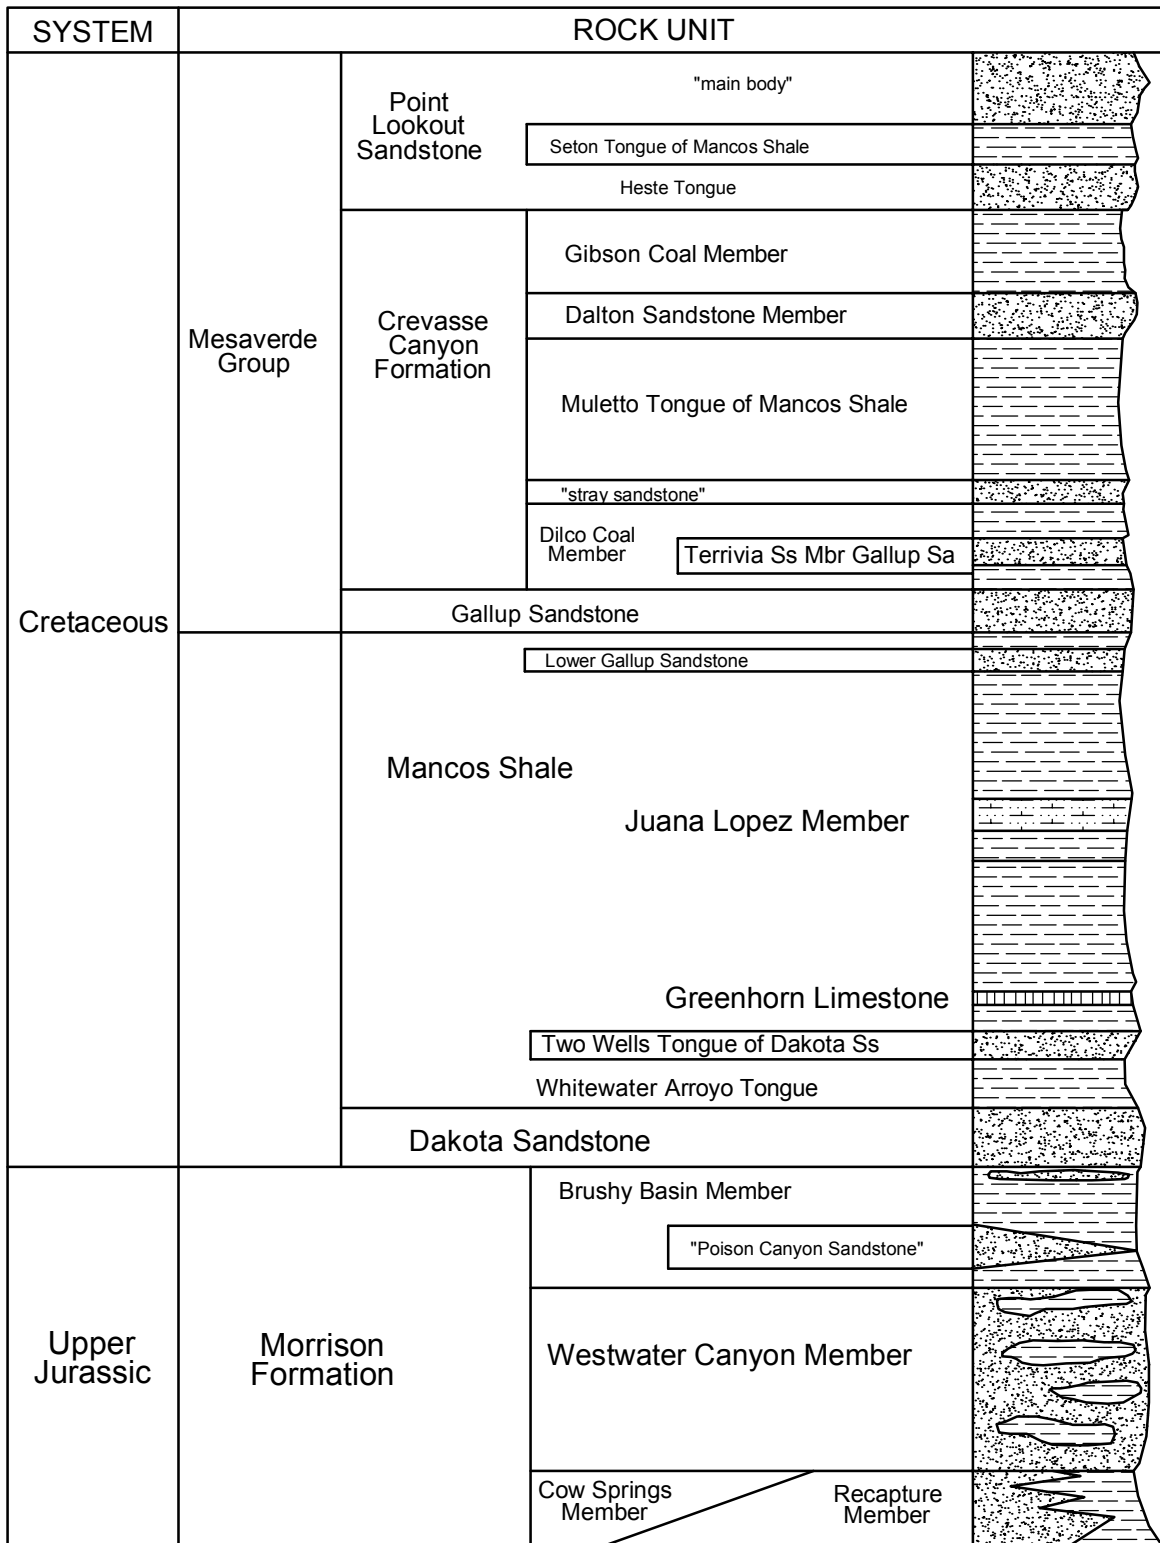 SYSTEM
ROCK UNIT
"main body"
Point
Lookout
Sandstone
Seton Tongue of Mancos Shale
Heste Tongue
Gibson Coal Member
Dalton Sandstone Member
Crevasse
Canyon
Formation
Mesaverde
Group
Muletto Tongue of Mancos Shale
"stray sandstone"
Dilco Coal
Member
Terrivia Ss Mbr Gallup Sa
Gallup Sandstone
Cretaceous
Lower Gallup Sandstone
Mancos Shale
Juana Lopez Member
Greenhorn Limestone
Two Wells Tongue of Dakota Ss
Whitewater Arroyo Tongue
Dakota Sandstone
Brushy Basin Member
"Poison Canyon Sandstone"
Upper
Jurassic
Morrison
Formation
Westwater Canyon Member
Cow Springs
Member
Recapture
Member